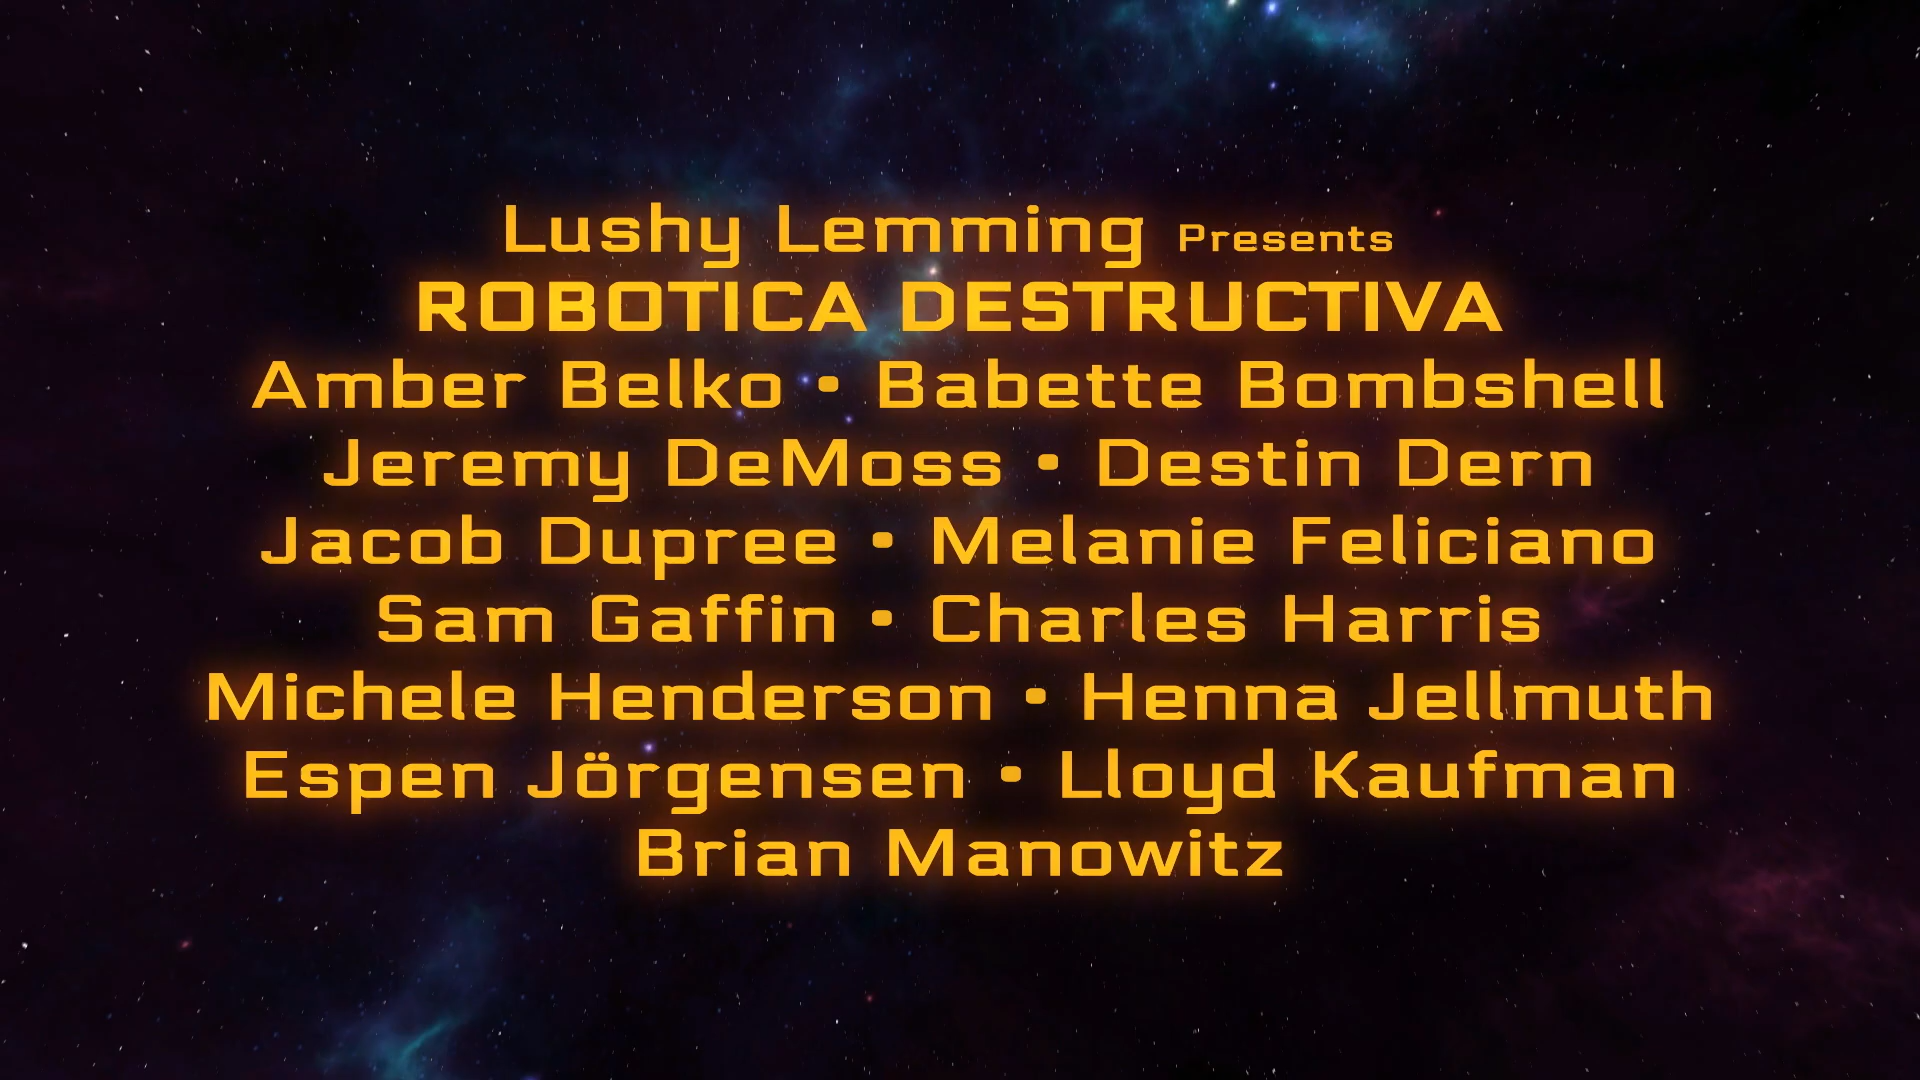 Lushy Lemming Presents
ROBOTICA DESTRUCTIVA
Amber Belko • Babette Bombshell
Jeremy DeMoss • Destin Dern
Jacob Dupree • Melanie Feliciano
Sam Gaffin • Charles Harris
Michele Henderson • Henna Jellmuth
Espen Jörgensen • Lloyd Kaufman
Brian Manowitz